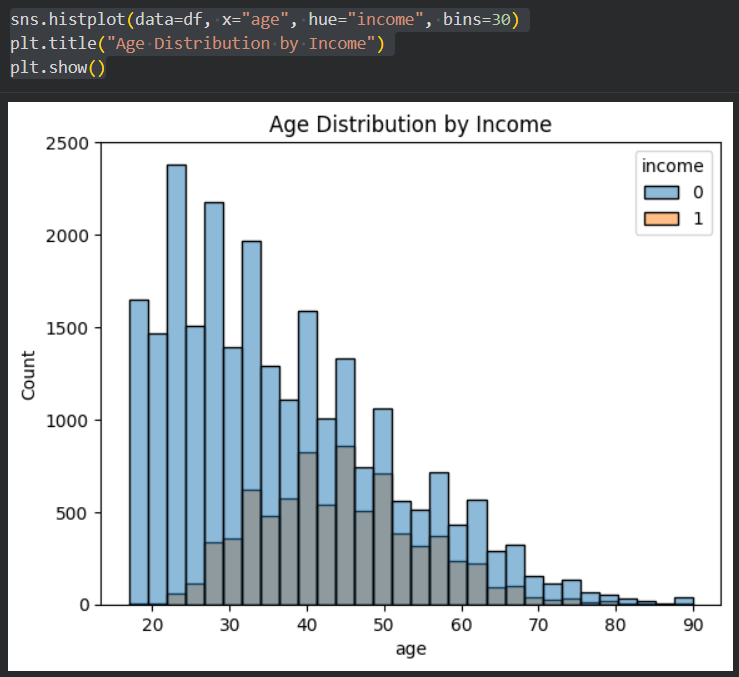 sns.histplot(data=df, x="age", hue="income", bins=30)
plt.title("Age Distribution by Income")
plt.show()
Age Distribution by Income
income
0
1
2500
2000
1500
1000
500
0
Count
20 30 40 50 60 70 80 90
age